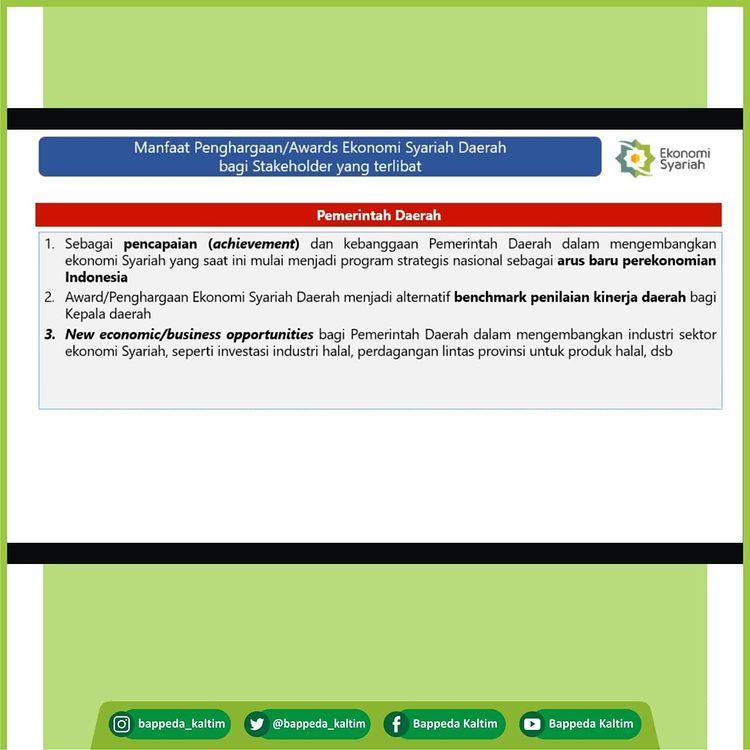 Manfaat Penghargaan/Awards Ekonomi Syariah Daerah
bagi Stakeholder yang terlibat
Ekonomi
Syariah
Pemerintah Daerah
1. Sebagai pencapaian (achievement) dan kebanggaan Pemerintah Daerah dalam mengembangkan
ekonomi Syariah yang saat ini mulai menjadi program strategis nasional sebagai arus baru perekonomian
Indonesia
2. Award/Penghargaan Ekonomi Syariah Daerah menjadi alternatif benchmark penilaian kinerja daerah bagi
Kepala daerah
3. New economic/business opportunities bagi Pemerintah Daerah dalam mengembangkan industri sektor
ekonomi Syariah, seperti investasi industri halal, perdagangan lintas provinsi untuk produk halal, dsb
bappeda_kaltim @bappeda_kaltim Bappeda Kaltim Bappeda Kaltim